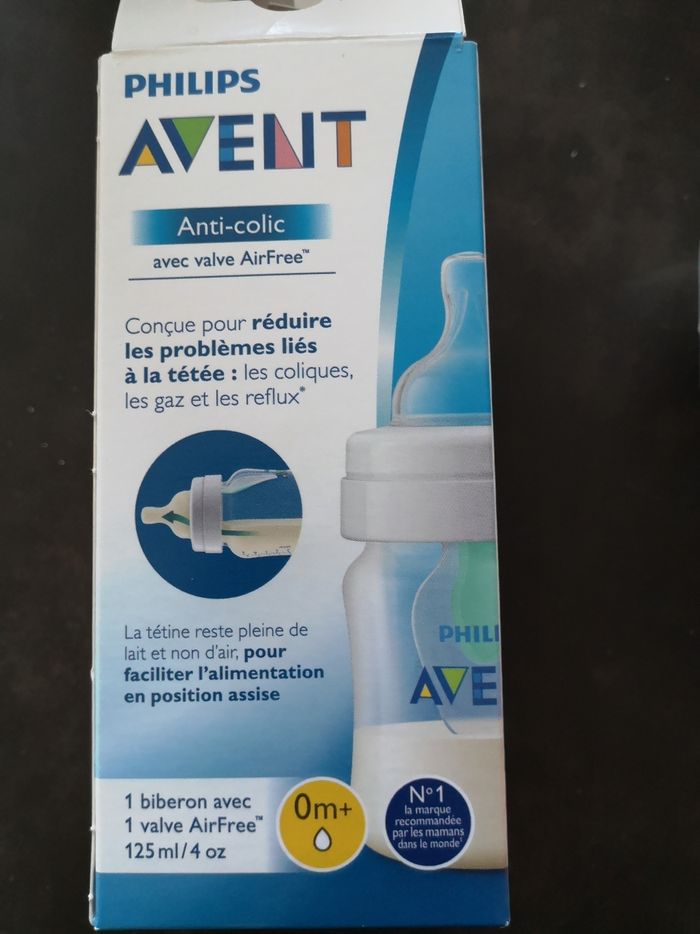 PHILIPS
AVENT
Anti-colic
avec valve AirFree™
Conçue pour réduire
les problèmes liés
à la tétée : les coliques,
les gaz et les reflux*
La tétine reste pleine de
lait et non d'air, pour
faciliter l'alimentation
en position assise
PHILI
AVE
1 biberon avec
1 valve AirFree™
125 ml/4 oz
0m+
N°1
la marque
recommandée
par les mamans
dans le monde¹